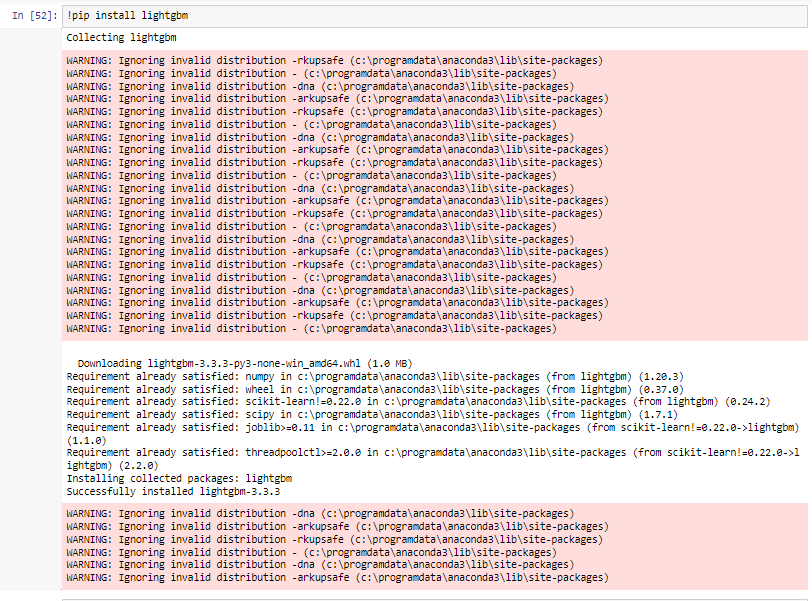 In [52]: !pip install lightgbm
Collecting lightgbm
WARNING: Ignoring invalid distribution -rkupsafe (c:\programdata\anaconda3\lib\site-packages)
WARNING: Ignoring invalid distribution - (c:\programdata\anaconda3\lib\site-packages)
WARNING: Ignoring invalid distribution -dna (c:\programdata\anaconda3\lib\site-packages)
WARNING: Ignoring invalid distribution -arkupsafe (c:\programdata\anaconda3\lib\site-packages)
WARNING: Ignoring invalid distribution -rkupsafe (c:\programdata\anaconda3\lib\site-packages)
WARNING: Ignoring invalid distribution - (c:\programdata\anaconda3\lib\site-packages)
WARNING: Ignoring invalid distribution -dna (c:\programdata\anaconda3\lib\site-packages)
WARNING: Ignoring invalid distribution -arkupsafe (c:\programdata\anaconda3\lib\site-packages)
WARNING: Ignoring invalid distribution -rkupsafe (c:\programdata\anaconda3\lib\site-packages)
WARNING: Ignoring invalid distribution - (c:\programdata\anaconda3\lib\site-packages)
WARNING: Ignoring invalid distribution -dna (c:\programdata\anaconda3\lib\site-packages)
WARNING: Ignoring invalid distribution -arkupsafe (c:\programdata\anaconda3\lib\site-packages)
WARNING: Ignoring invalid distribution -rkupsafe (c:\programdata\anaconda3\lib\site-packages)
WARNING: Ignoring invalid distribution - (c:\programdata\anaconda3\lib\site-packages)
WARNING: Ignoring invalid distribution -dna (c:\programdata\anaconda3\lib\site-packages)
WARNING: Ignoring invalid distribution -arkupsafe (c:\programdata\anaconda3\lib\site-packages)
WARNING: Ignoring invalid distribution -rkupsafe (c:\programdata\anaconda3\lib\site-packages)
WARNING: Ignoring invalid distribution - (c:\programdata\anaconda3\lib\site-packages)
WARNING: Ignoring invalid distribution -dna (c:\programdata\anaconda3\lib\site-packages)
WARNING: Ignoring invalid distribution -arkupsafe (c:\programdata\anaconda3\lib\site-packages)
WARNING: Ignoring invalid distribution -rkupsafe (c:\programdata\anaconda3\lib\site-packages)
WARNING: Ignoring invalid distribution - (c:\programdata\anaconda3\lib\site-packages)
Downloading lightgbm-3.3.3-py3-none-win_amd64.whl (1.0 MB)
Requirement already satisfied: numpy in c:\programdata\anaconda3\lib\site-packages (from lightgbm) (1.20.3)
Requirement already satisfied: wheel in c:\programdata\anaconda3\lib\site-packages (from lightgbm) (0.37.0)
Requirement already satisfied: scikit-learn!=0.22.0 in c:\programdata\anaconda3\lib\site-packages (from lightgbm) (0.24.2)
Requirement already satisfied: scipy in c:\programdata\anaconda3\lib\site-packages (from lightgbm) (1.7.1)
Requirement already satisfied: joblib>=0.11 in c:\programdata\anaconda3\lib\site-packages (from scikit-learn!=0.22.0->lightgbm)
(1.1.0)
Requirement already satisfied: threadpoolctl>=2.0.0 in c:\programdata\anaconda3\lib\site-packages (from scikit-learn!=0.22.0->l
ightgbm) (2.2.0)
Installing collected packages: lightgbm
Successfully installed lightgbm-3.3.3
WARNING: Ignoring invalid distribution -dna (c:\programdata\anaconda3\lib\site-packages)
WARNING: Ignoring invalid distribution -arkupsafe (c:\programdata\anaconda3\lib\site-packages)
WARNING: Ignoring invalid distribution -rkupsafe (c:\programdata\anaconda3\lib\site-packages)
WARNING: Ignoring invalid distribution - (c:\programdata\anaconda3\lib\site-packages)
WARNING: Ignoring invalid distribution -dna (c:\programdata\anaconda3\lib\site-packages)
WARNING: Ignoring invalid distribution -arkupsafe (c:\programdata\anaconda3\lib\site-packages)